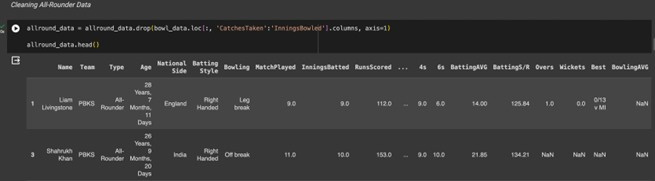 Cleaning All-Rounder Data
allround_data = allround_data.drop(bowl_data.loc[:, 'CatchesTaken':'InningsBowled'].columns, axis=1)
allround_data.head()
Name Team Type Age National Side Batting Style Bowling MatchPlayed InningsBatted RunsScored ... 4s 6s BattingAVG BattingS/R Overs Wickets Best BowlingAVG
1 Liam Livingstone PBKS All-Rounder 28 Years, 7 Months, 11 Days England Right Handed Leg break 9.0 9.0 112.0 ... 9.0 6.0 14.00 125.84 1.0 0.0 0/13 v MI NaN
3 Shahrukh Khan PBKS All-Rounder 26 Years, 9 Months, 20 Days India Right Handed Off break 11.0 10.0 153.0 ... 9.0 10.0 21.85 134.21 NaN NaN NaN NaN